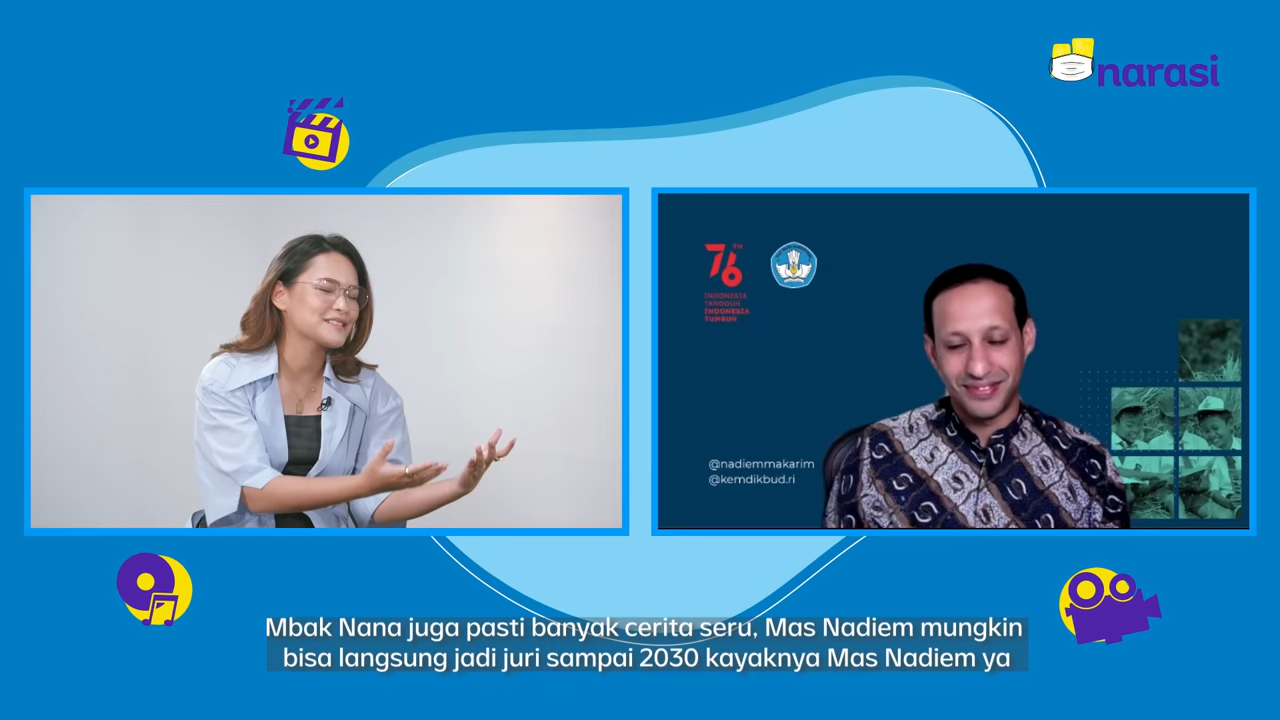 narasi
76 TH
INDONESIA
TANGGUH
INDONESIA
TUMBUH
@nadiemmakarim
@kemdikbud.ri
Mbak Nana juga pasti banyak cerita seru, Mas Nadiem mungkin
bisa langsung jadi juri sampai 2030 kayaknya Mas Nadiem ya